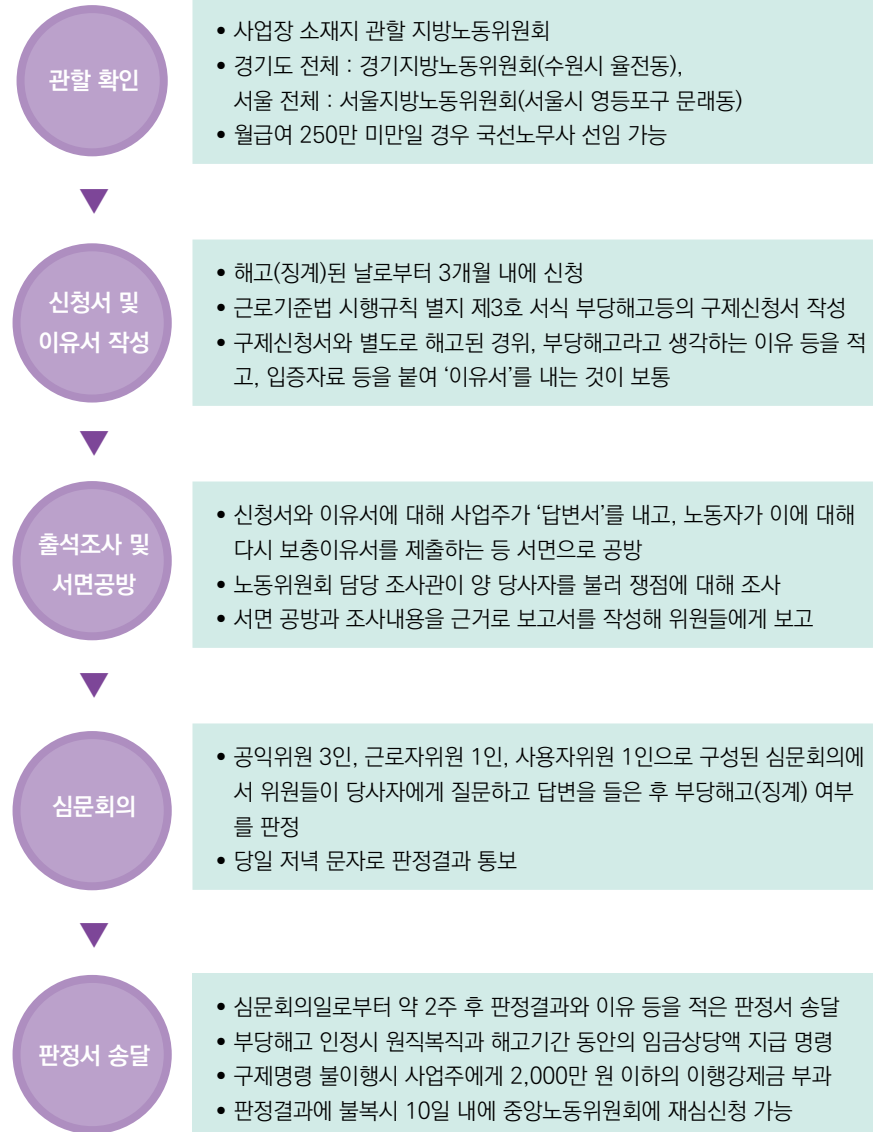 관할 확인
• 사업장 소재지 관할 지방노동위원회
• 경기도 전체 : 경기지방노동위원회(수원시 율전동),
서울 전체 : 서울지방노동위원회(서울시 영등포구 문래동)
• 월급여 250만 미만일 경우 국선노무사 선임 가능
신청서 및
이유서 작성
• 해고(징계)된 날로부터 3개월 내에 신청
• 근로기준법 시행규칙 별지 제3호 서식 부당해고등의 구제신청서 작성
• 구제신청서와 별도로 해고된 경위, 부당해고라고 생각하는 이유 등을 적
고, 입증자료 등을 붙여 ‘이유서’를 내는 것이 보통
출석조사 및
서면공방
• 신청서와 이유서에 대해 사업주가 ‘답변서’를 내고, 노동자가 이에 대해
다시 보충이유서를 제출하는 등 서면으로 공방
• 노동위원회 담당 조사관이 양 당사자를 불러 쟁점에 대해 조사
• 서면 공방과 조사내용을 근거로 보고서를 작성해 위원들에게 보고
심문회의
• 공익위원 3인, 근로자위원 1인, 사용자위원 1인으로 구성된 심문회의에
서 위원들이 당사자에게 질문하고 답변을 들은 후 부당해고(징계) 여부
를 판정
• 당일 저녁 문자로 판정결과 통보
판정서 송달
• 심문회의일로부터 약 2주 후 판정결과와 이유 등을 적은 판정서 송달
• 부당해고 인정시 원직복직과 해고기간 동안의 임금상당액 지급 명령
• 구제명령 불이행시 사업주에게 2,000만 원 이하의 이행강제금 부과
• 판정결과에 불복시 10일 내에 중앙노동위원회에 재심신청 가능